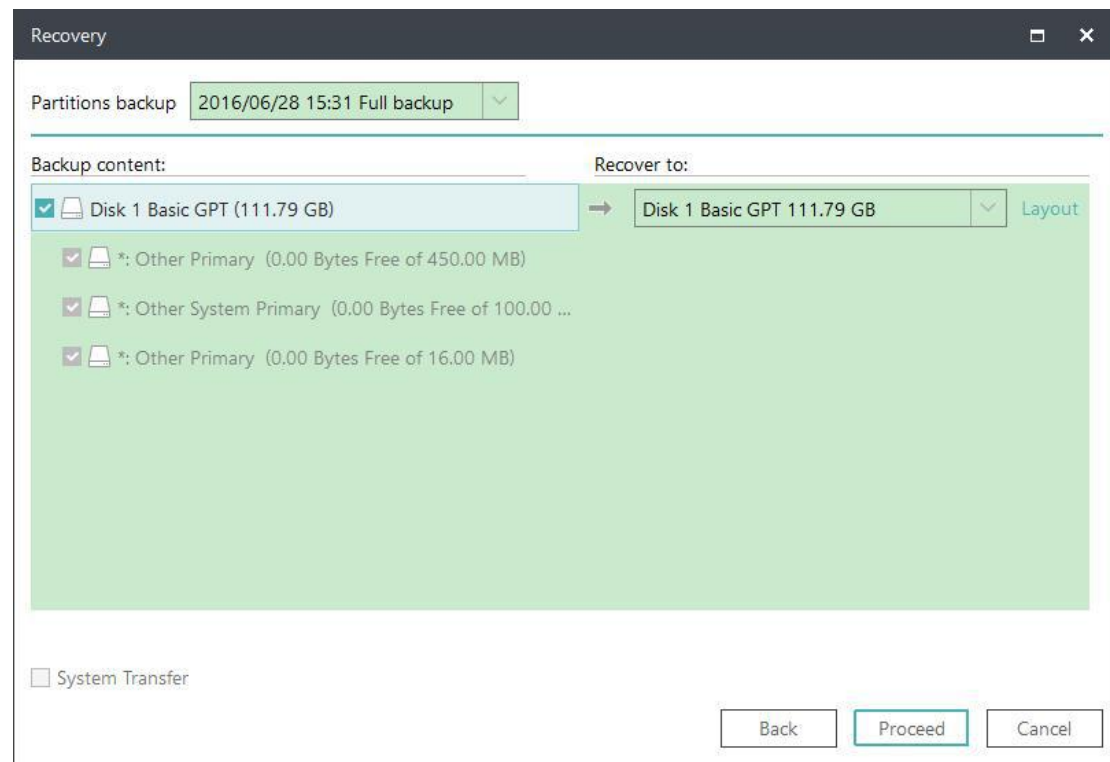 Recovery
Partitions backup 2016/06/28 15:31 Full backup
Backup content: Recover to:
Disk 1 Basic GPT (111.79 GB) Disk 1 Basic GPT 111.79 GB Layout
*: Other Primary (0.00 Bytes Free of 450.00 MB)
*: Other System Primary (0.00 Bytes Free of 100.00 ...
*: Other Primary (0.00 Bytes Free of 16.00 MB)
System Transfer
Back Proceed Cancel